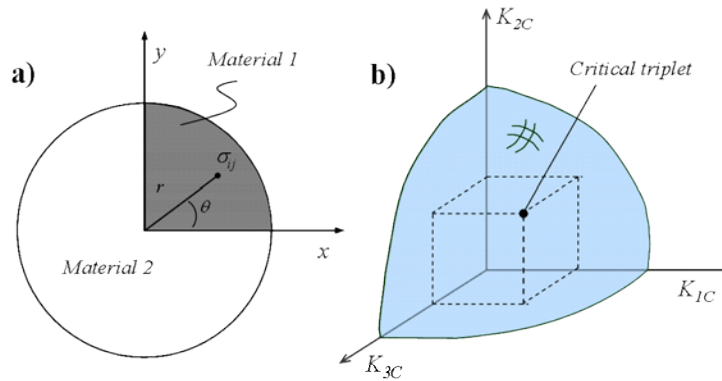 a)
y
Material 1
σij
r
θ
x
Material 2
b)
K2C
Critical triplet
K1C
K3C